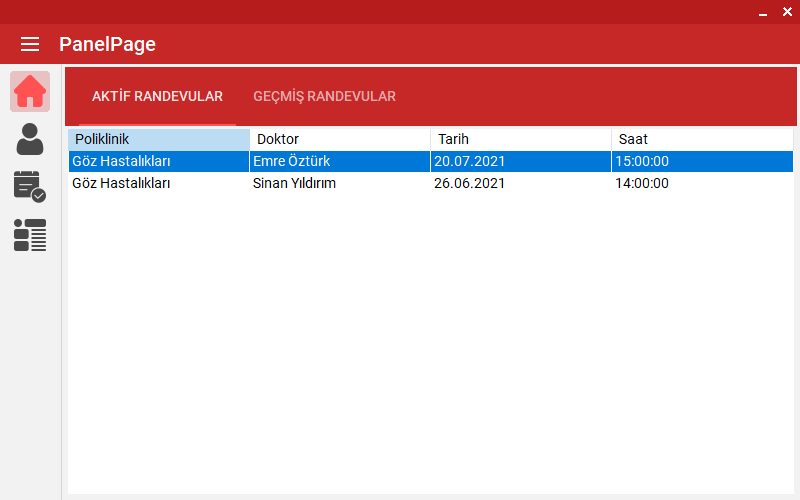 PanelPage
AKTİF RANDEVULAR GEÇMİŞ RANDEVULAR
Poliklinik Doktor Tarih Saat
Göz Hastalıkları Emre Öztürk 20.07.2021 15:00:00
Göz Hastalıkları Sinan Yıldırım 26.06.2021 14:00:00